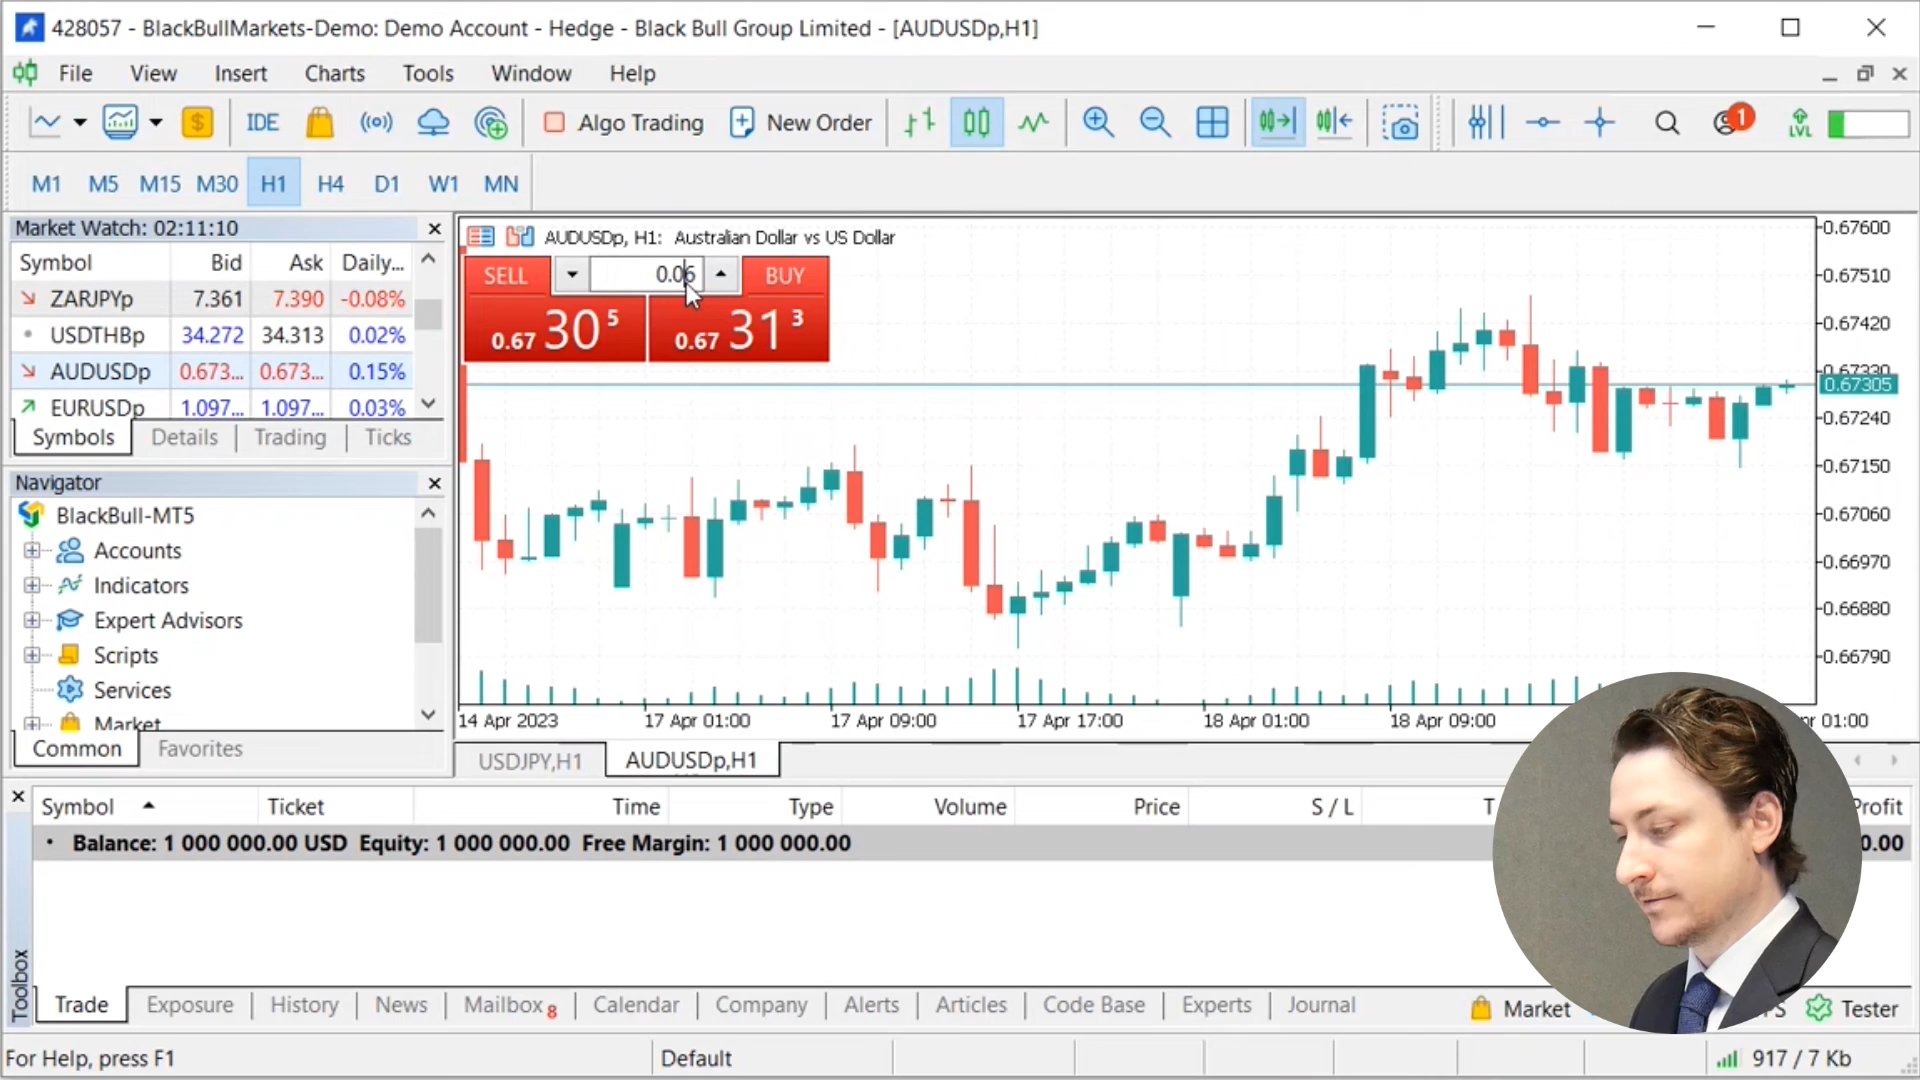 428057 - BlackBullMarkets-Demo: Demo Account - Hedge - Black Bull Group Limited - [AUDUSDp,H1]
File View Insert Charts Tools Window Help
IDE Algo Trading New Order 1 LVL
M1 M5 M15 M30 H1 H4 D1 W1 MN
Market Watch: 02:11:10
Symbol Bid Ask Daily...
ZARJPYp 7.361 7.390 -0.08%
USDTHBp 34.272 34.313 0.02%
AUDUSDp 0.673... 0.673... 0.15%
EURUSDp 1.097... 1.097... 0.03%
Symbols Details Trading Ticks
Navigator
BlackBull-MT5
Accounts
Indicators
Expert Advisors
Scripts
Services
Market
Common Favorites
AUDUSDp, H1: Australian Dollar vs US Dollar
SELL 0.06 BUY
0.67 30 5 0.67 31 3
0.67600
0.67510
0.67420
0.67330
0.67305
0.67240
0.67150
0.67060
0.66970
0.66880
0.66790
14 Apr 2023 17 Apr 01:00 17 Apr 09:00 17 Apr 17:00 18 Apr 01:00 18 Apr 09:00 pr 01:00
USDJPY,H1 AUDUSDp,H1
Symbol Ticket Time Type Volume Price S / L T Profit
Balance: 1 000 000.00 USD Equity: 1 000 000.00 Free Margin: 1 000 000.00 0.00
Toolbox
Trade Exposure History News Mailbox 8 Calendar Company Alerts Articles Code Base Experts Journal Market S Tester
For Help, press F1 Default 917 / 7 Kb